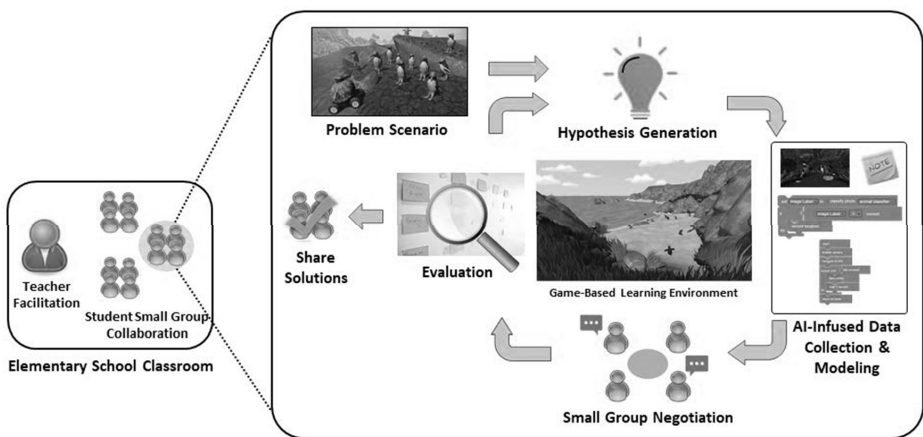 Problem Scenario
Hypothesis Generation
NOTE
Teacher
Facilitation
Student Small Group
Collaboration
Elementary School Classroom
Share
Solutions
Evaluation
Game-Based Learning Environment
AI-Infused Data
Collection &
Modeling
Small Group Negotiation